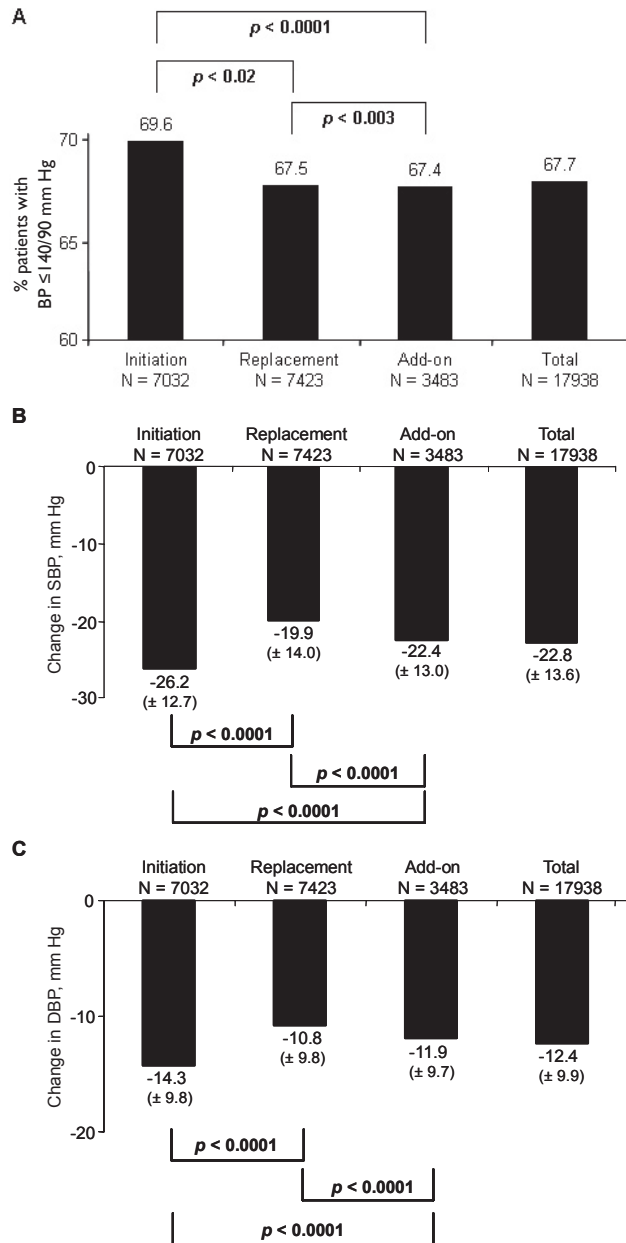 A
p < 0.0001
p < 0.02
p < 0.003
% patients with
BP ≤140/90 mm Hg
70
65
60
69.6
67.5
67.4
67.7
Initiation
N = 7032
Replacement
N = 7423
Add-on
N = 3483
Total
N = 17938
B
Initiation
N = 7032
Replacement
N = 7423
Add-on
N = 3483
Total
N = 17938
Change in SBP, mm Hg
0
-10
-20
-30
-26.2
(± 12.7)
-19.9
(± 14.0)
-22.4
(± 13.0)
-22.8
(± 13.6)
p < 0.0001
p < 0.0001
p < 0.0001
C
Initiation
N = 7032
Replacement
N = 7423
Add-on
N = 3483
Total
N = 17938
Change in DBP, mm Hg
0
-10
-20
-14.3
(± 9.8)
-10.8
(± 9.8)
-11.9
(± 9.7)
-12.4
(± 9.9)
p < 0.0001
p < 0.0001
p < 0.0001